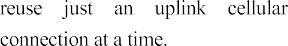 reuse just an uplink cellular
connection at a time.